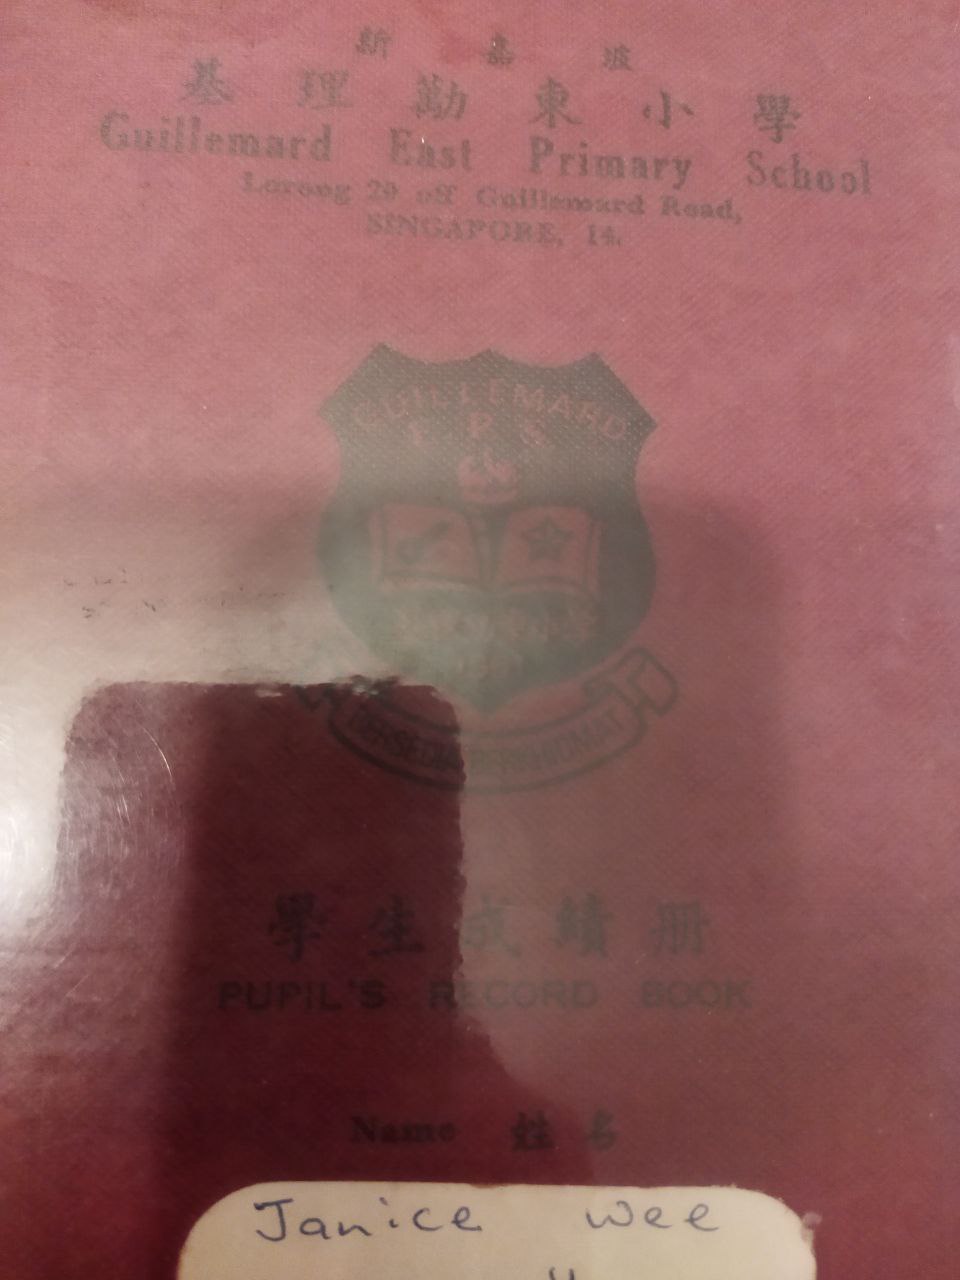 新嘉坡
基理勤東小學
Guillemard East Primary School
Lorong 29 off Guillemard Road,
SINGAPORE, 14.
GUILLEMARD
E P S
學生成績冊
PUPIL'S RECORD BOOK
Name 姓名
Janice Wee